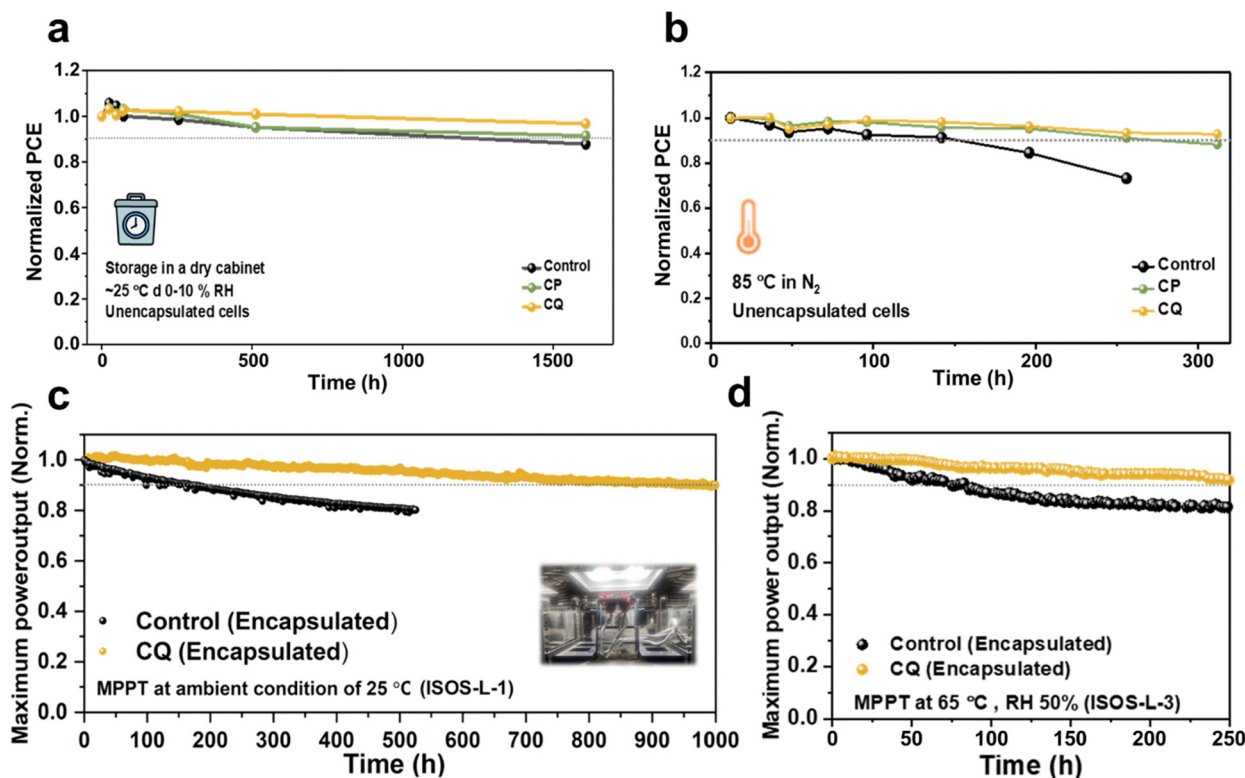 a
1.2
1.0
0.8
0.6
0.4
0.2
0.0
Normalized PCE
Storage in a dry cabinet
~25 °C d 0-10 % RH
Unencapsulated cells
Control
CP
CQ
0 500 1000 1500
Time (h)
b
1.2
1.0
0.8
0.6
0.4
0.2
0.0
Normalized PCE
85 °C in N₂
Unencapsulated cells
Control
CP
CQ
0 100 200 300
Time (h)
c
1.0
0.8
0.6
0.4
0.2
0.0
Maximum poweroutput (Norm.)
Control (Encapsulated)
CQ (Encapsulated)
MPPT at ambient condition of 25 °C (ISOS-L-1)
0 100 200 300 400 500 600 700 800 900 1000
Time (h)
d
1.0
0.8
0.6
0.4
0.2
0.0
Maximum power output (Norm.)
Control (Encapsulated)
CQ (Encapsulated)
MPPT at 65 °C , RH 50% (ISOS-L-3)
0 50 100 150 200 250
Time (h)